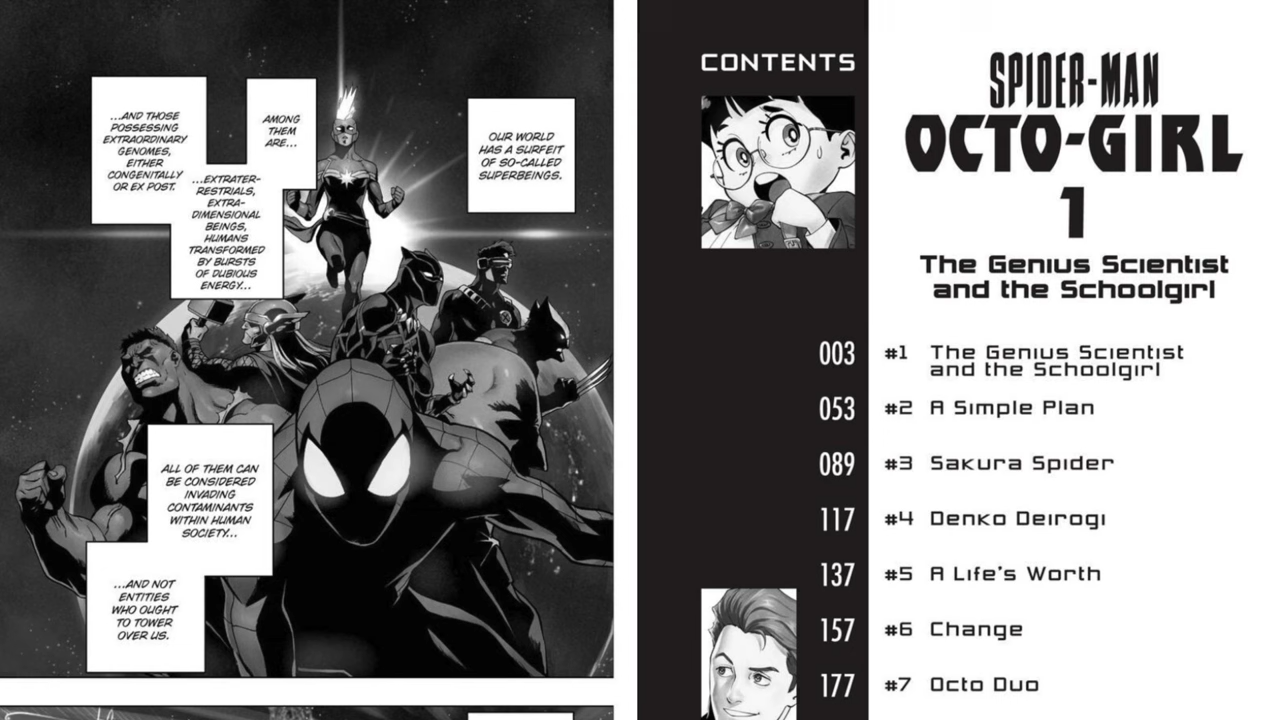 OUR WORLD
HAS A SURFEIT
OF SO-CALLED
SUPERBEINGS.
AMONG
THEM
ARE...
...EXTRATER-
RESTRIALS,
EXTRA-
DIMENSIONAL
BEINGS,
HUMANS
TRANSFORMED
BY BURSTS
OF DUBIOUS
ENERGY...
...AND THOSE
POSSESSING
EXTRAORDINARY
GENOMES,
EITHER
CONGENITALLY
OR EX POST.
ALL OF THEM CAN
BE CONSIDERED
INVADING
CONTAMINANTS
WITHIN HUMAN
SOCIETY...
...AND NOT
ENTITIES
WHO OUGHT
TO TOWER
OVER US.
CONTENTS
SPIDER-MAN
OCTO-GIRL
1
The Genius Scientist
and the Schoolgirl
003 #1 The Genius Scientist
and the Schoolgirl
053 #2 A Simple Plan
089 #3 Sakura Spider
117 #4 Denko Deirogi
137 #5 A Life's Worth
157 #6 Change
177 #7 Octo Duo